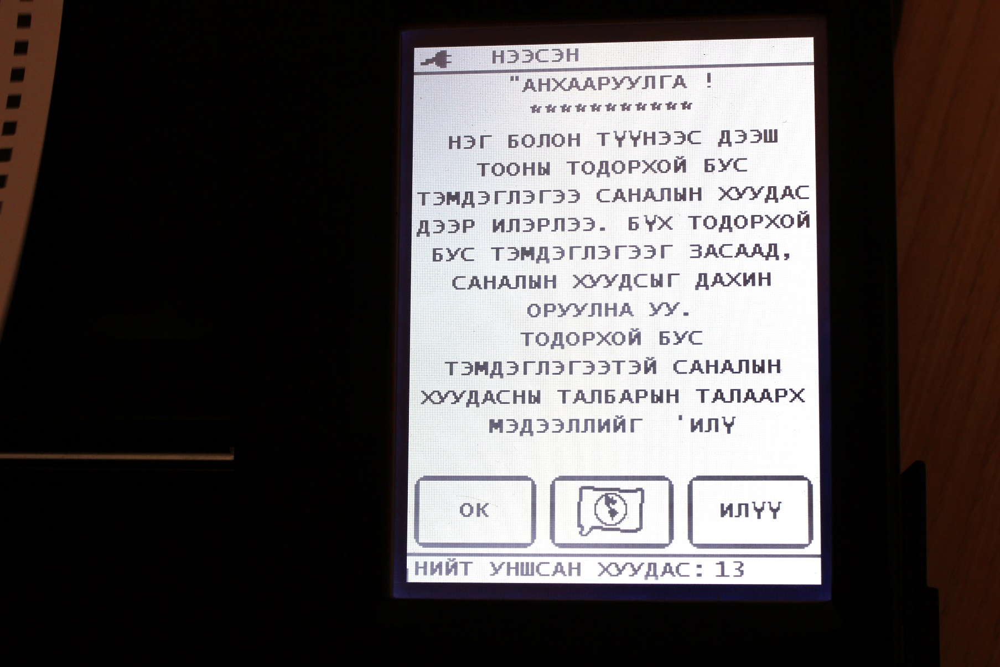 НЭЭСЭН
"АНХААРУУЛГА !
***********
НЭГ БОЛОН ТҮҮНЭЭС ДЭЭШ
ТООНЫ ТОДОРХОЙ БУС
ТЭМДЭГЛЭГЭЭ САНАЛЫН ХУУДАС
ДЭЭР ИЛЭРЛЭЭ. БҮХ ТОДОРХОЙ
БУС ТЭМДЭГЛЭГЭЭГ ЗАСААД,
САНАЛЫН ХУУДСЫГ ДАХИН
ОРУУЛНА УУ.
ТОДОРХОЙ БУС
ТЭМДЭГЛЭГЭЭТЭЙ САНАЛЫН
ХУУДАСНЫ ТАЛБАРЫН ТАЛААРХ
МЭДЭЭЛЛИЙГ 'ИЛҮ
ОК ИЛҮҮ
НИЙТ УНШСАН ХУУДАС: 13